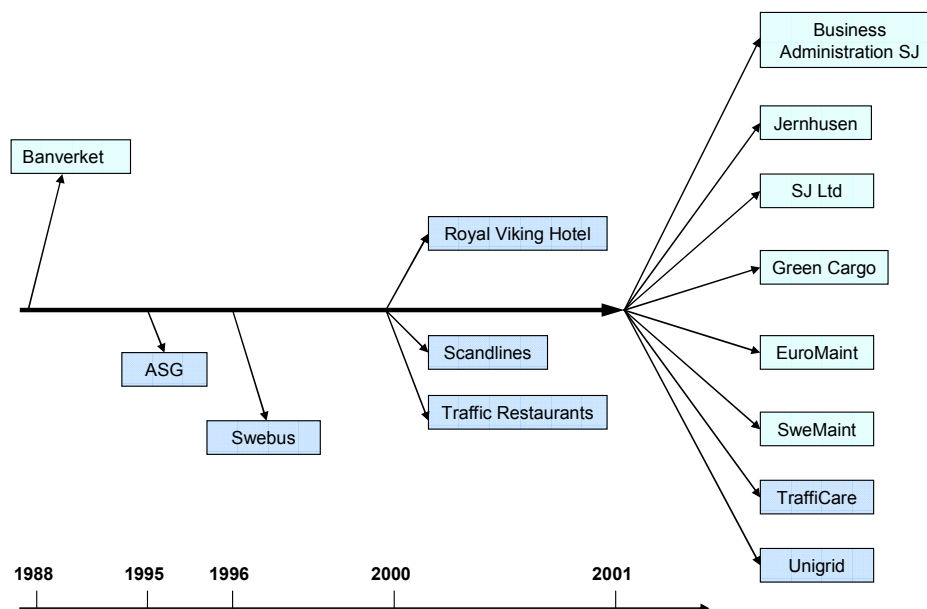 Business
Administration SJ
Jernhusen
Banverket
SJ Ltd
Royal Viking Hotel
Green Cargo
Scandlines
EuroMaint
ASG
Traffic Restaurants
Swebus
SweMaint
TraffiCare
Unigrid
1988
1995
1996
2000
2001